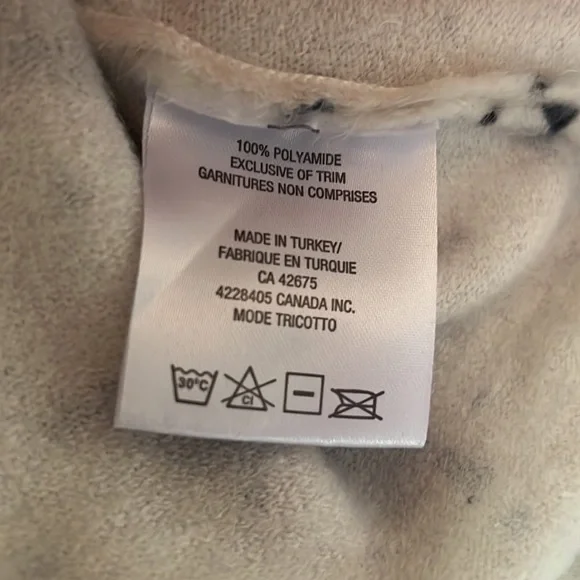 100% POLYAMIDE
EXCLUSIVE OF TRIM
GARNITURES NON COMPRISES
MADE IN TURKEY/
FABRIQUE EN TURQUIE
CA 42675
4228405 CANADA INC.
MODE TRICOTTO
30°C
Cl